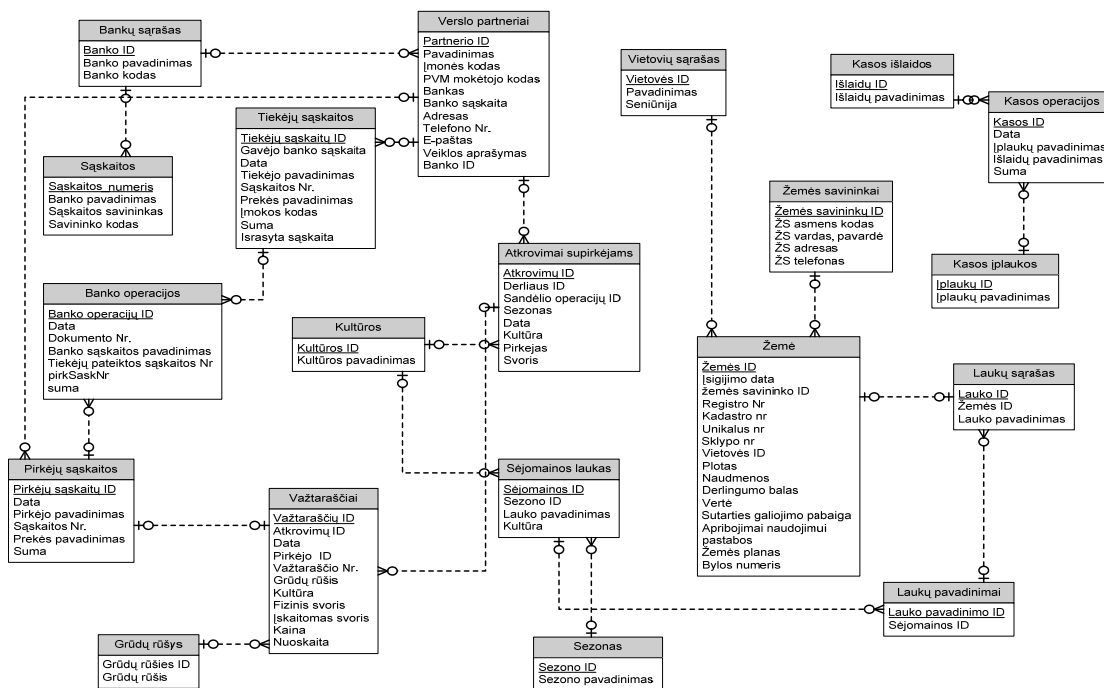 Bankų sąrašas
Banko ID
Banko pavadinimas
Banko kodas
Verslo partneriai
Partnerio ID
Pavadinimas
Įmonės kodas
PVM mokėtojo kodas
Bankas
Banko sąskaita
Adresas
Telefono Nr.
E-paštas
Veiklos aprašymas
Banko ID
Vietovių sąrašas
Vietovės ID
Pavadinimas
Seniūnija
Kasos išlaidos
Išlaidų ID
Išlaidų pavadinimas
Kasos operacijos
Kasos ID
Data
Įplaukų pavadinimas
Išlaidų pavadinimas
Suma
Tiekėjų sąskaitos
Tiekėjų sąskaitų ID
Gavėjo banko sąskaita
Data
Tiekėjo pavadinimas
Sąskaitos Nr.
Prekės pavadinimas
Įmokos kodas
Suma
Israsyta sąskaita
Sąskaitos
Sąskaitos numeris
Banko pavadinimas
Sąskaitos savininkas
Savininko kodas
Žemės savininkai
Žemės savininkų ID
ŽS asmens kodas
ŽS vardas, pavardė
ŽS adresas
ŽS telefonas
Kasos įplaukos
Įplaukų ID
Įplaukų pavadinimas
Atkrovimai supirkėjams
Atkrovimų ID
Derliaus ID
Sandėlio operacijų ID
Sezonas
Data
Kultūra
Pirkejas
Svoris
Banko operacijos
Banko operacijų ID
Data
Dokumento Nr.
Banko sąskaitos pavadinimas
Tiekėjų pateiktos sąskaitos Nr
pirkSaskNr
suma
Kultūros
Kultūros ID
Kultūros pavadinimas
Žemė
Žemės ID
Įsigijimo data
žemės savininko ID
Registro Nr
Kadastro nr
Unikalus nr
Sklypo nr
Vietovės ID
Plotas
Naudmenos
Derlingumo balas
Vertė
Sutarties galiojimo pabaiga
Apribojimai naudojimui
pastabos
Žemės planas
Bylos numeris
Laukų sąrašas
Lauko ID
Žemės ID
Lauko pavadinimas
Pirkėjų sąskaitos
Pirkėjų sąskaitų ID
Data
Pirkėjo pavadinimas
Sąskaitos Nr.
Prekės pavadinimas
Suma
Važtaraščiai
Važtaraščių ID
Atkrovimų ID
Data
Pirkėjo ID
Važtaraščio Nr.
Grūdų rūšis
Kultūra
Fizinis svoris
Įskaitomas svoris
Kaina
Nuoskaita
Sėjomainos laukas
Sėjomainos ID
Sezono ID
Lauko pavadinimas
Kultūra
Laukų pavadinimai
Lauko pavadinimo ID
Sėjomainos ID
Grūdų rūšys
Grūdų rūšies ID
Grūdų rūšis
Sezonas
Sezono ID
Sezono pavadinimas